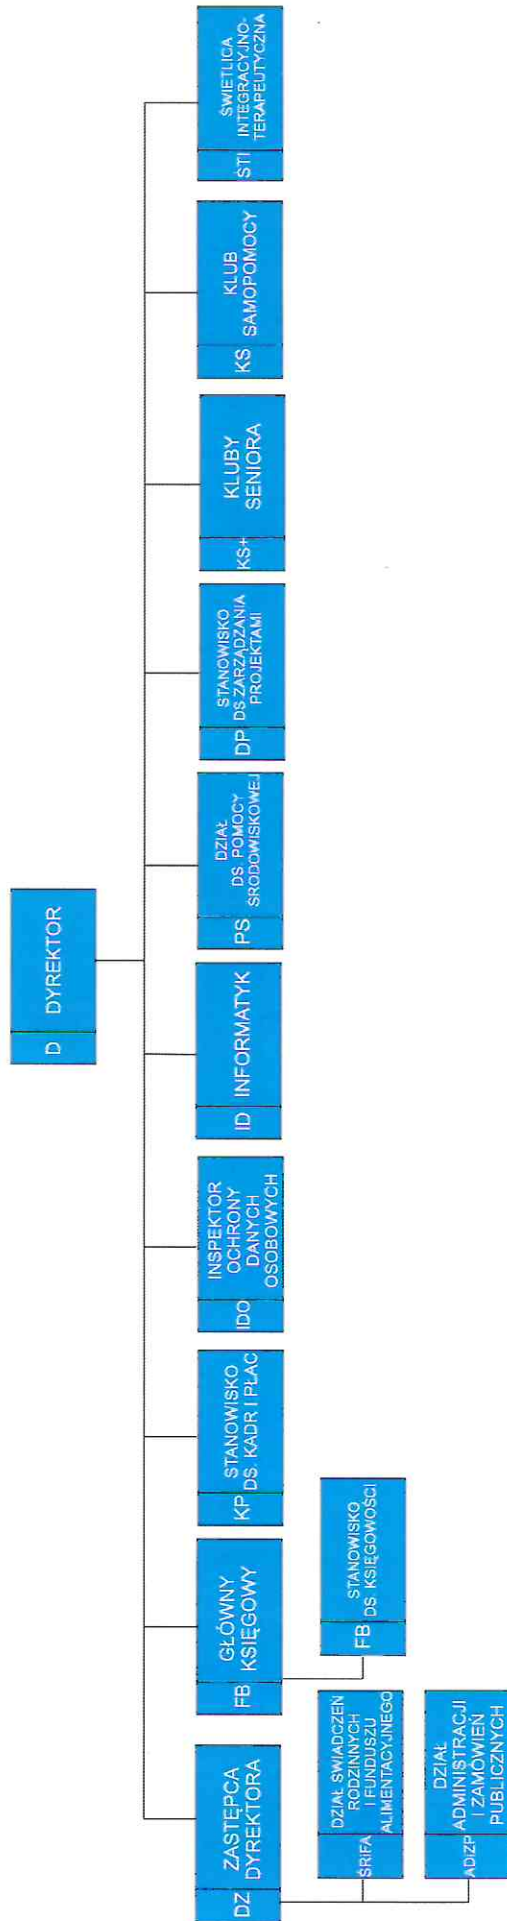 D
DYREKTOR
DZ
ZASTĘPCA
DYREKTORA
FB
GŁÓWNY
KSIĘGOWY
KP
STANOWISKO
DS. KADR I PŁAC
IDO
INSPEKTOR
OCHRONY
DANYCH
OSOBOWYCH
ID
INFORMATYK
PS
DZIAŁ
DS POMOCY
ŚRODOWISKOWEJ
DP
STANOWISKO
DS ZARZĄDZANIA
PROJEKTAMI
KS+
KLUBY
SENIORA
KS
KLUB
SAMOPOMOCY
ŚTI
ŚWIETLICA
INTEGRACYJNO-
TERAPEUTYCZNA
ŚRIFA
DZIAŁ ŚWIADCZEŃ
RODZINNYCH
I FUNDUSZU
ALIMENTACYJNEGO
ADIZP
DZIAŁ
ADMINISTRACJI
I ZAMÓWIEŃ
PUBLICZNYCH
FB
STANOWISKO
DS. KSIĘGOWOŚCI